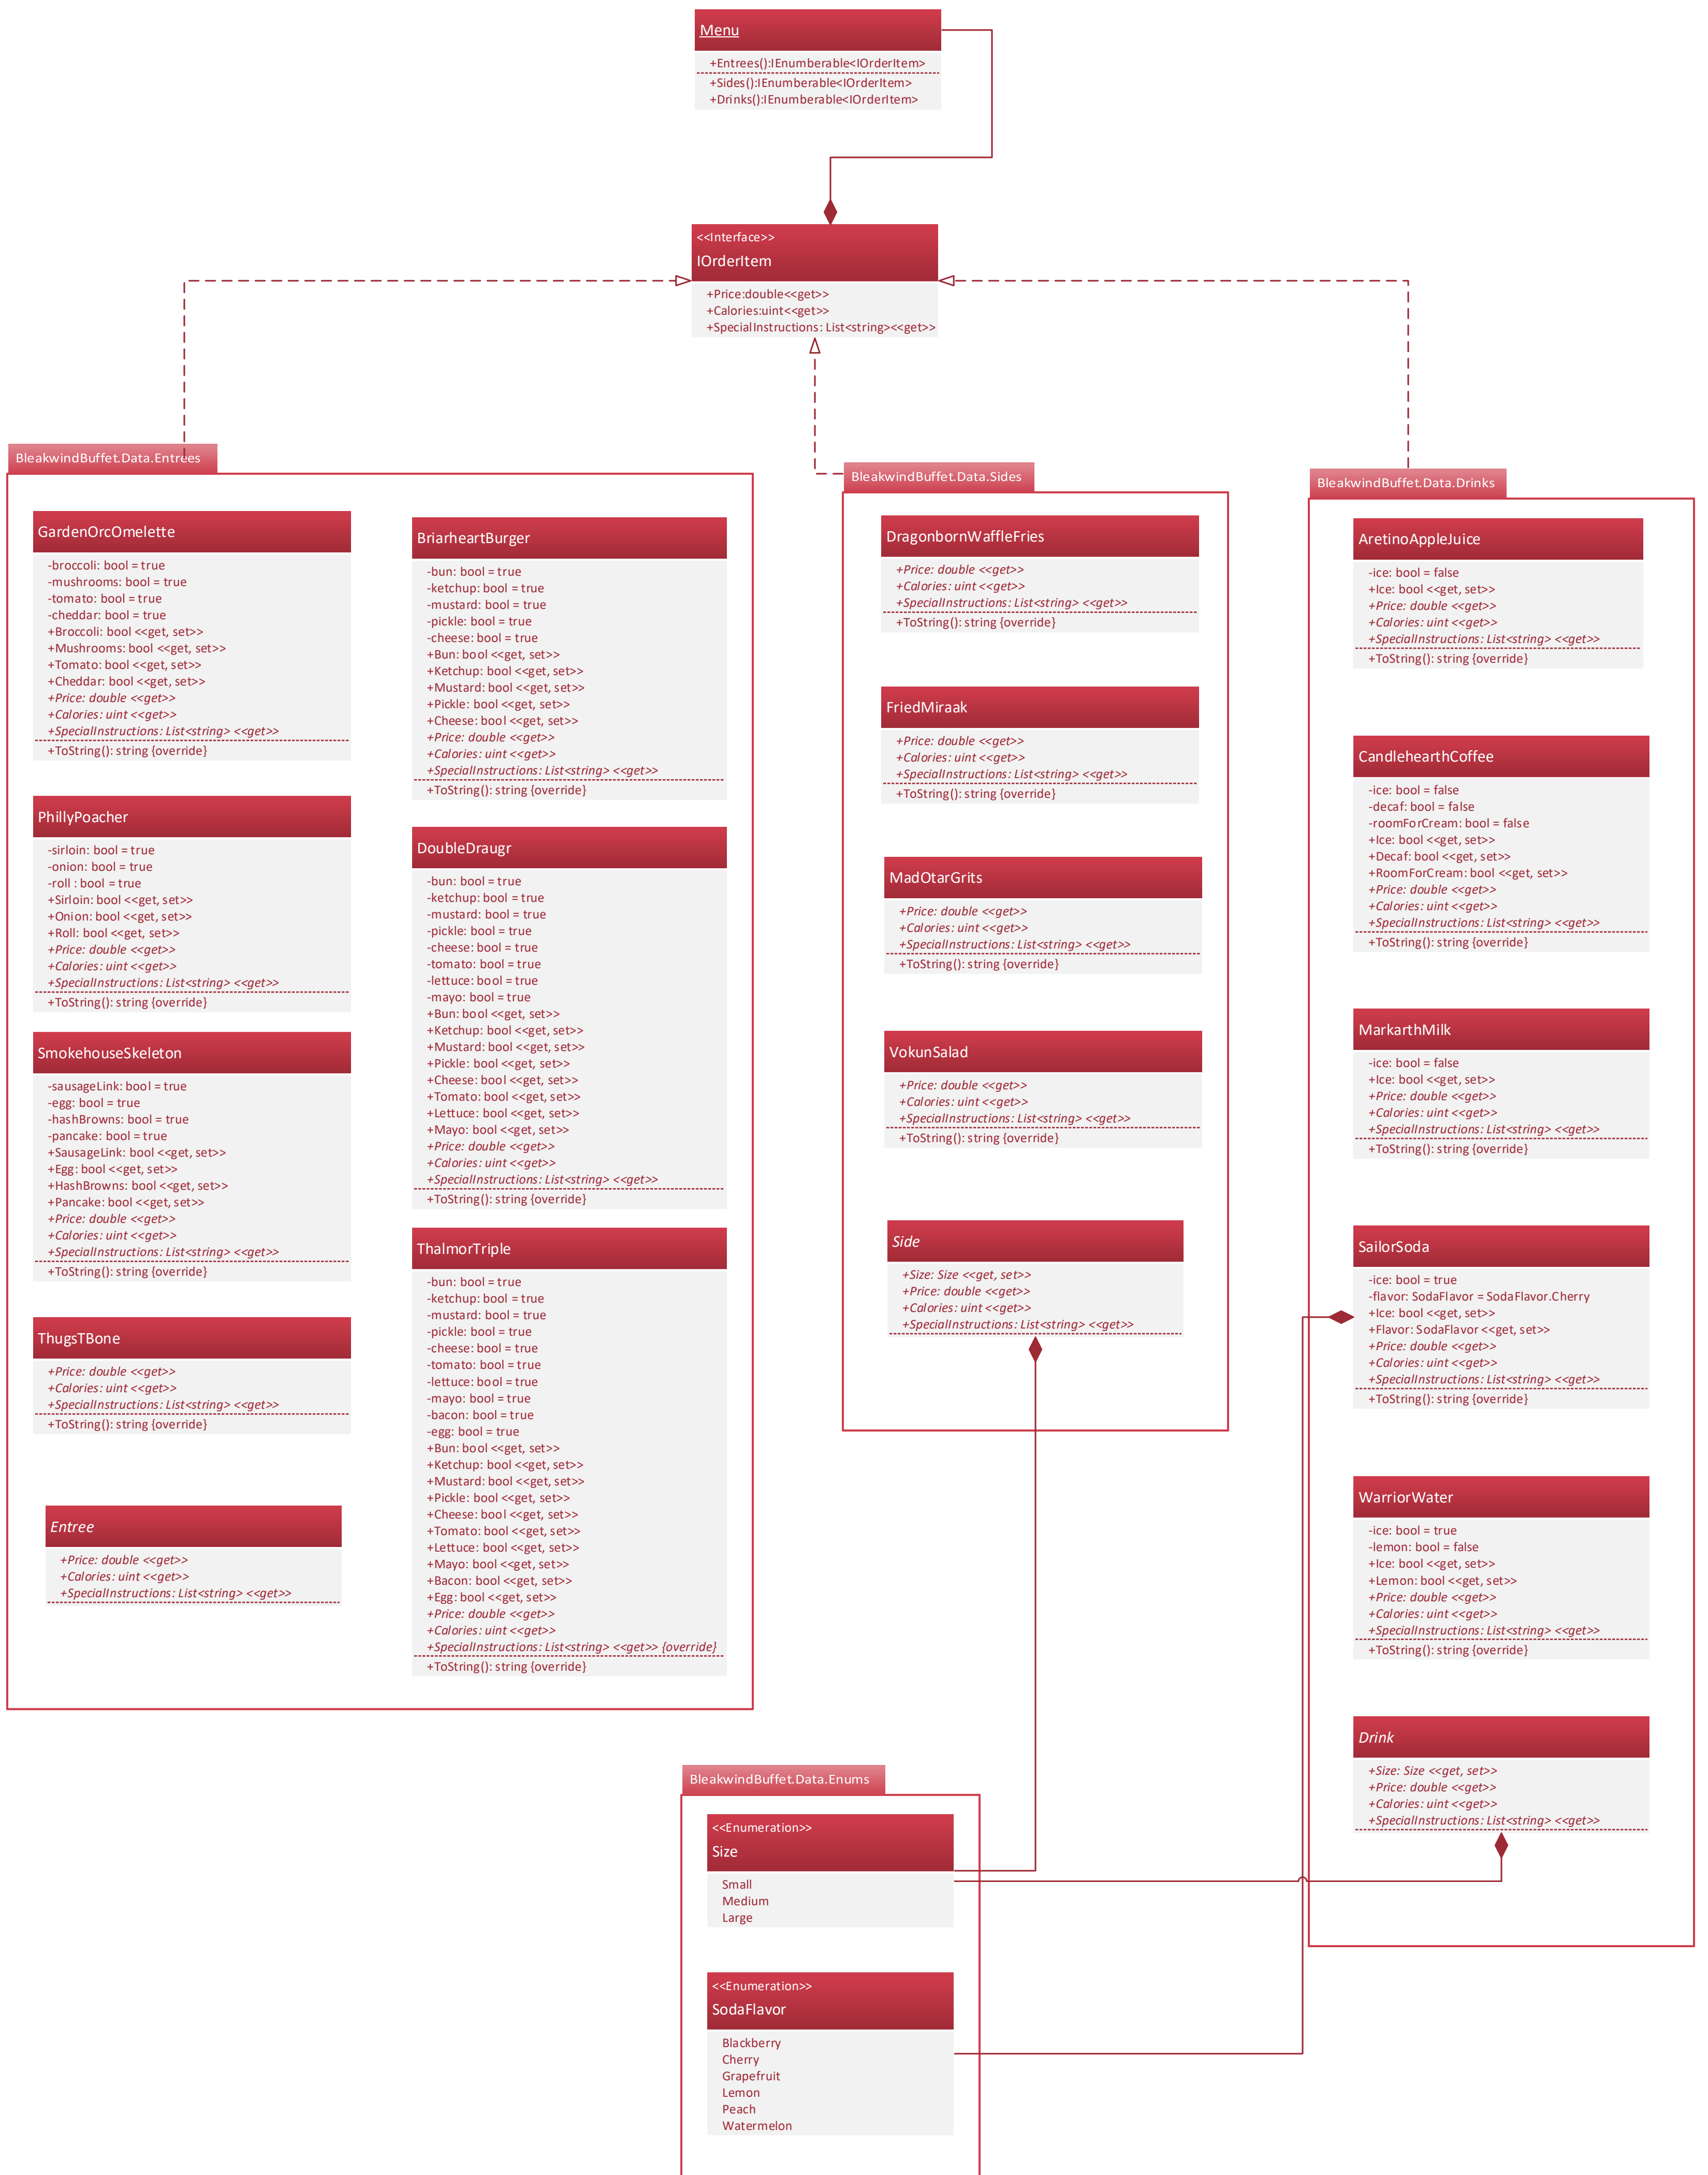 Menu
+Entrees():IEnumberable<IOrderItem>
+Sides():IEnumberable<IOrderItem>
+Drinks():IEnumberable<IOrderItem>
<<Interface>>
IOrderItem
+Price:double<<get>>
+Calories:uint<<get>>
+SpecialInstructions: List<string><<get>>
BleakwindBuffet.Data.Entrees
GardenOrcOmelette
-broccoli: bool = true
-mushrooms: bool = true
-tomato: bool = true
-cheddar: bool = true
+Broccoli: bool <<get, set>>
+Mushrooms: bool <<get, set>>
+Tomato: bool <<get, set>>
+Cheddar: bool <<get, set>>
+Price: double <<get>>
+Calories: uint <<get>>
+SpecialInstructions: List<string> <<get>>
+ToString(): string {override}
PhillyPoacher
-sirloin: bool = true
-onion: bool = true
-roll : bool = true
+Sirloin: bool <<get, set>>
+Onion: bool <<get, set>>
+Roll: bool <<get, set>>
+Price: double <<get>>
+Calories: uint <<get>>
+SpecialInstructions: List<string> <<get>>
+ToString(): string {override}
SmokehouseSkeleton
-sausageLink: bool = true
-egg: bool = true
-hashBrowns: bool = true
-pancake: bool = true
+SausageLink: bool <<get, set>>
+Egg: bool <<get, set>>
+HashBrowns: bool <<get, set>>
+Pancake: bool <<get, set>>
+Price: double <<get>>
+Calories: uint <<get>>
+SpecialInstructions: List<string> <<get>>
+ToString(): string {override}
ThugsTBone
+Price: double <<get>>
+Calories: uint <<get>>
+SpecialInstructions: List<string> <<get>>
+ToString(): string {override}
Entree
+Price: double <<get>>
+Calories: uint <<get>>
+SpecialInstructions: List<string> <<get>>
BriarheartBurger
-bun: bool = true
-ketchup: bool = true
-mustard: bool = true
-pickle: bool = true
-cheese: bool = true
+Bun: bool <<get, set>>
+Ketchup: bool <<get, set>>
+Mustard: bool <<get, set>>
+Pickle: bool <<get, set>>
+Cheese: bool <<get, set>>
+Price: double <<get>>
+Calories: uint <<get>>
+SpecialInstructions: List<string> <<get>>
+ToString(): string {override}
DoubleDraugr
-bun: bool = true
-ketchup: bool = true
-mustard: bool = true
-pickle: bool = true
-cheese: bool = true
-tomato: bool = true
-lettuce: bool = true
-mayo: bool = true
+Bun: bool <<get, set>>
+Ketchup: bool <<get, set>>
+Mustard: bool <<get, set>>
+Pickle: bool <<get, set>>
+Cheese: bool <<get, set>>
+Tomato: bool <<get, set>>
+Lettuce: bool <<get, set>>
+Mayo: bool <<get, set>>
+Price: double <<get>>
+Calories: uint <<get>>
+SpecialInstructions: List<string> <<get>>
+ToString(): string {override}
ThalmorTriple
-bun: bool = true
-ketchup: bool = true
-mustard: bool = true
-pickle: bool = true
-cheese: bool = true
-tomato: bool = true
-lettuce: bool = true
-mayo: bool = true
-bacon: bool = true
-egg: bool = true
+Bun: bool <<get, set>>
+Ketchup: bool <<get, set>>
+Mustard: bool <<get, set>>
+Pickle: bool <<get, set>>
+Cheese: bool <<get, set>>
+Tomato: bool <<get, set>>
+Lettuce: bool <<get, set>>
+Mayo: bool <<get, set>>
+Bacon: bool <<get, set>>
+Egg: bool <<get, set>>
+Price: double <<get>>
+Calories: uint <<get>>
+SpecialInstructions: List<string> <<get>> {override}
+ToString(): string {override}
BleakwindBuffet.Data.Sides
DragonbornWaffleFries
+Price: double <<get>>
+Calories: uint <<get>>
+SpecialInstructions: List<string> <<get>>
+ToString(): string {override}
FriedMiraak
+Price: double <<get>>
+Calories: uint <<get>>
+SpecialInstructions: List<string> <<get>>
+ToString(): string {override}
MadOtarGrits
+Price: double <<get>>
+Calories: uint <<get>>
+SpecialInstructions: List<string> <<get>>
+ToString(): string {override}
VokunSalad
+Price: double <<get>>
+Calories: uint <<get>>
+SpecialInstructions: List<string> <<get>>
+ToString(): string {override}
Side
+Size: Size <<get, set>>
+Price: double <<get>>
+Calories: uint <<get>>
+SpecialInstructions: List<string> <<get>>
BleakwindBuffet.Data.Drinks
AretinoAppleJuice
-ice: bool = false
+Ice: bool <<get, set>>
+Price: double <<get>>
+Calories: uint <<get>>
+SpecialInstructions: List<string> <<get>>
+ToString(): string {override}
CandlehearthCoffee
-ice: bool = false
-decaf: bool = false
-roomForCream: bool = false
+Ice: bool <<get, set>>
+Decaf: bool <<get, set>>
+RoomForCream: bool <<get, set>>
+Price: double <<get>>
+Calories: uint <<get>>
+SpecialInstructions: List<string> <<get>>
+ToString(): string {override}
MarkarthMilk
-ice: bool = false
+Ice: bool <<get, set>>
+Price: double <<get>>
+Calories: uint <<get>>
+SpecialInstructions: List<string> <<get>>
+ToString(): string {override}
SailorSoda
-ice: bool = true
-flavor: SodaFlavor = SodaFlavor.Cherry
+Ice: bool <<get, set>>
+Flavor: SodaFlavor <<get, set>>
+Price: double <<get>>
+Calories: uint <<get>>
+SpecialInstructions: List<string> <<get>>
+ToString(): string {override}
WarriorWater
-ice: bool = true
-lemon: bool = false
+Ice: bool <<get, set>>
+Lemon: bool <<get, set>>
+Price: double <<get>>
+Calories: uint <<get>>
+SpecialInstructions: List<string> <<get>>
+ToString(): string {override}
Drink
+Size: Size <<get, set>>
+Price: double <<get>>
+Calories: uint <<get>>
+SpecialInstructions: List<string> <<get>>
BleakwindBuffet.Data.Enums
<<Enumeration>>
Size
Small
Medium
Large
<<Enumeration>>
SodaFlavor
Blackberry
Cherry
Grapefruit
Lemon
Peach
Watermelon